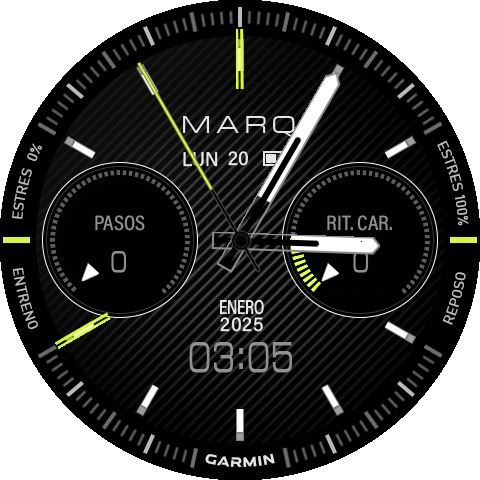 MARQ
LUN 20
ESTRES 0%
ESTRES 100%
PASOS
0
RIT. CAR.
0
ENTRENO
REPOSO
ENERO
2025
03:05
GARMIN